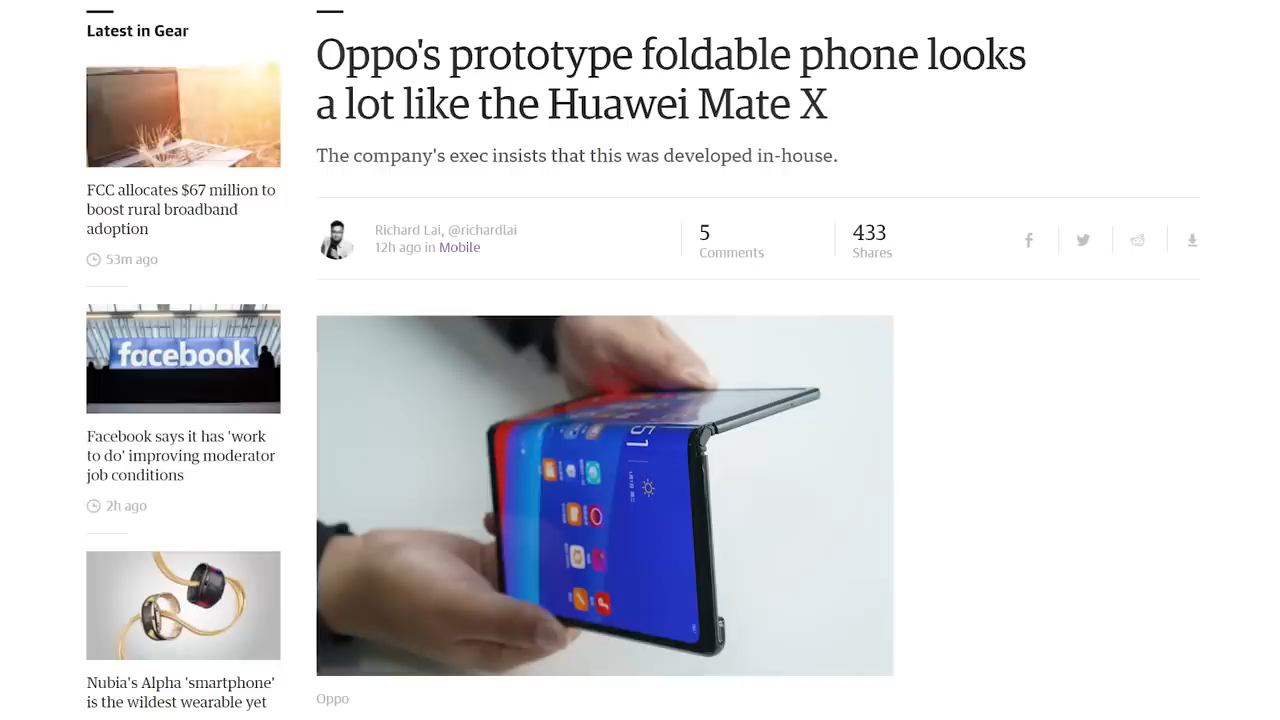 Latest in Gear
FCC allocates $67 million to
boost rural broadband
adoption
53m ago
facebook
Facebook says it has 'work
to do' improving moderator
job conditions
2h ago
Nubia's Alpha 'smartphone'
is the wildest wearable yet
Oppo's prototype foldable phone looks
a lot like the Huawei Mate X
The company's exec insists that this was developed in-house.
Richard Lai, @richardlai
12h ago in Mobile
5
Comments
433
Shares
51
Oppo